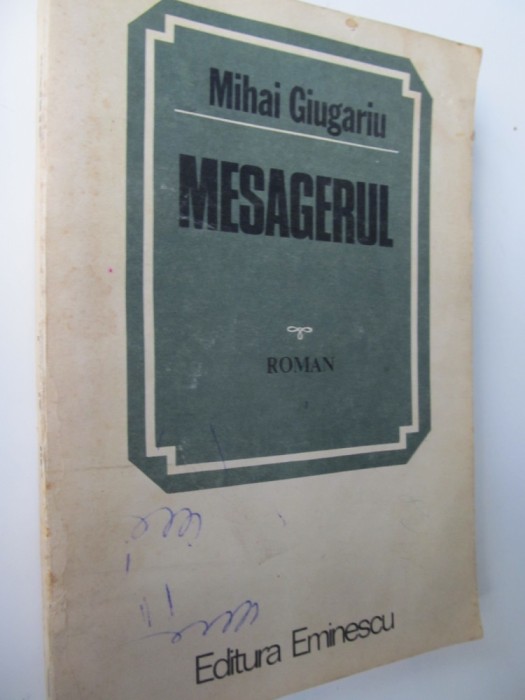 Mihai Giugariu
MESAGERUL
ROMAN
Editura Eminescu